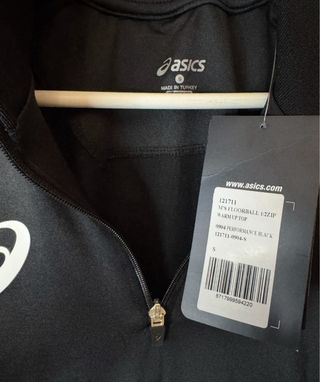 asics
S
MADE IN TURKEY
www.asics.com
121711
M'S FLOORBALL 1/2ZIP
WARM UP TOP
0904 PERFORMANCE BLACK
121711-0904-S
S
8717999594220